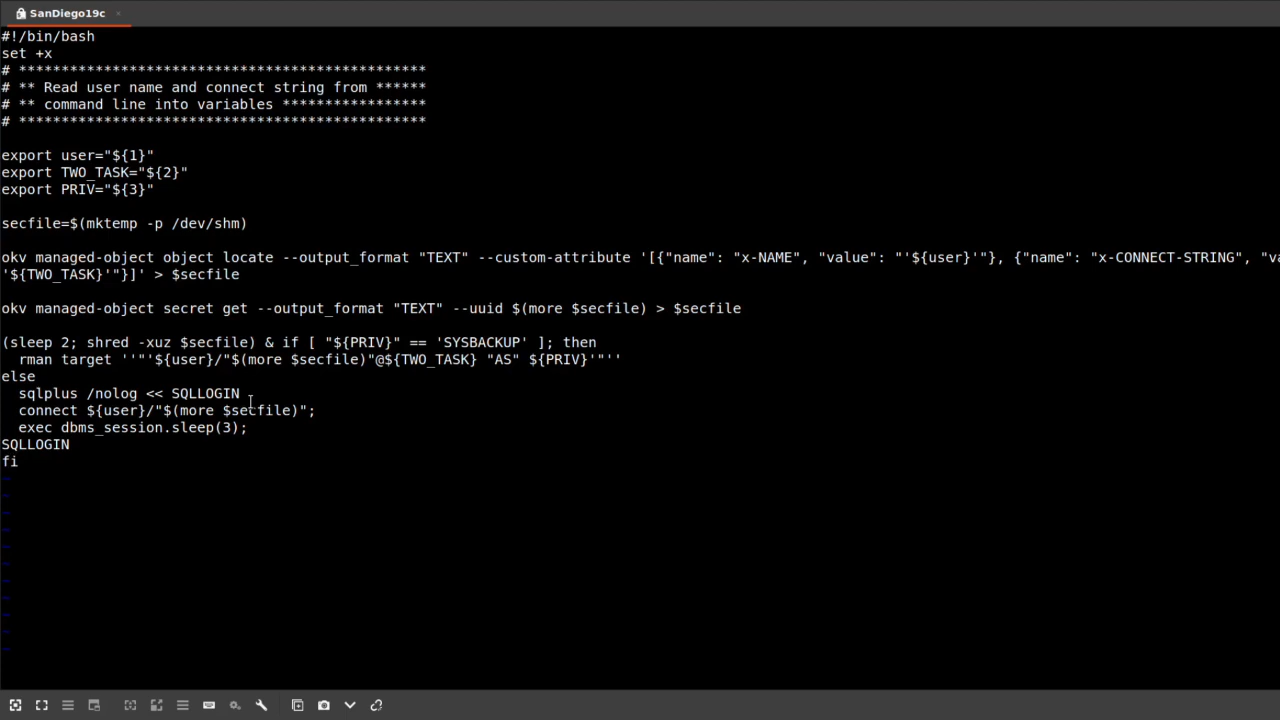 SanDiego19c ×
#!/bin/bash
set +x
# ************************************************
# ** Read user name and connect string from ******
# ** command line into variables *****************
# ************************************************
export user="${1}"
export TWO_TASK="${2}"
export PRIV="${3}"
secfile=$(mktemp -p /dev/shm)
okv managed-object object locate --output_format "TEXT" --custom-attribute '[{"name": "x-NAME", "value": "'${user}'"}, {"name": "x-CONNECT-STRING", "va
'${TWO_TASK}'"}]' > $secfile
okv managed-object secret get --output_format "TEXT" --uuid $(more $secfile) > $secfile
(sleep 2; shred -xuz $secfile) & if [ "${PRIV}" == 'SYSBACKUP' ]; then
  rman target ''"'${user}/"$(more $secfile)"@${TWO_TASK} "AS" ${PRIV}'"''
else
  sqlplus /nolog << SQLLOGIN
  connect ${user}/"$(more $secfile)";
  exec dbms_session.sleep(3);
SQLLOGIN
fi
~
~
~
~
~
~
~
~
~
~
~